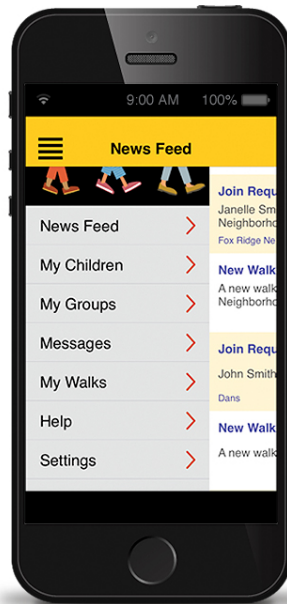 9:00 AM 100%
News Feed
News Feed
My Children
My Groups
Messages
My Walks
Help
Settings
Join Requ
Janelle Sm
Neighborho
Fox Ridge Ne
New Walk
A new walk
Neighborho
Join Requ
John Smith
Dans
New Walk
A new walk